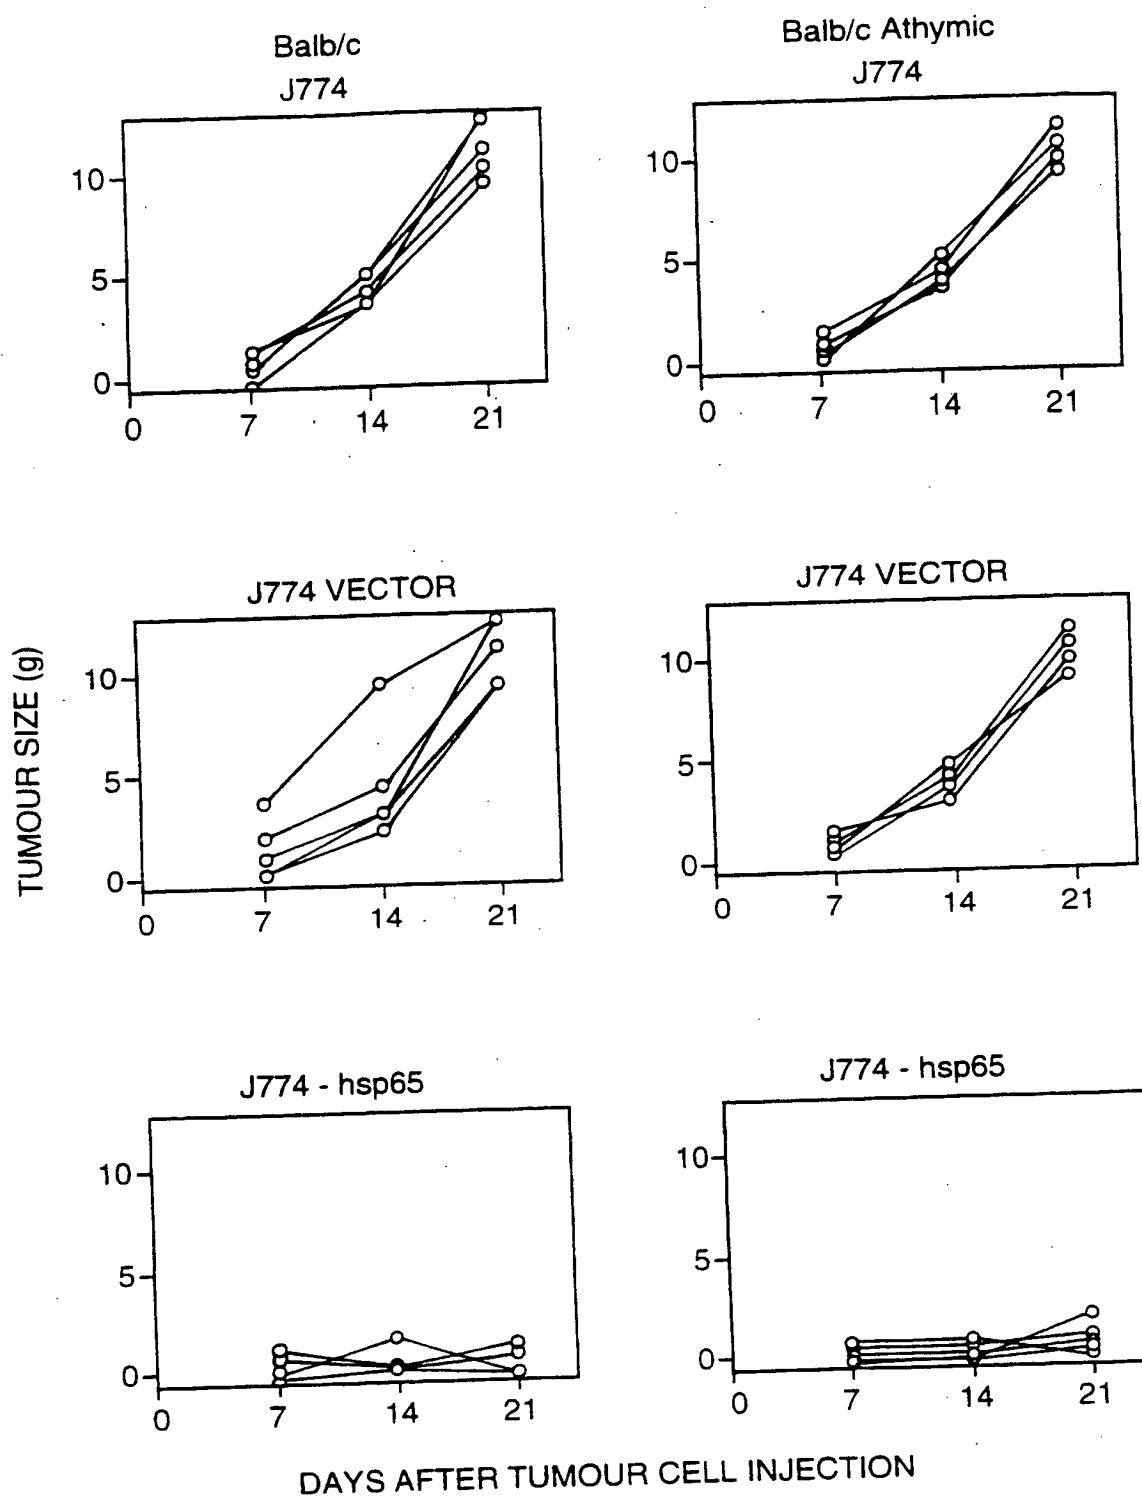 Balb/c
J774
10
5
0
0 7 14 21
Balb/c Athymic
J774
10
5
0
0 7 14 21
TUMOUR SIZE (g)
J774 VECTOR
10
5
0
0 7 14 21
J774 VECTOR
10
5
0
0 7 14 21
J774 - hsp65
10
5
0
0 7 14 21
J774 - hsp65
10
5
0
0 7 14 21
DAYS AFTER TUMOUR CELL INJECTION